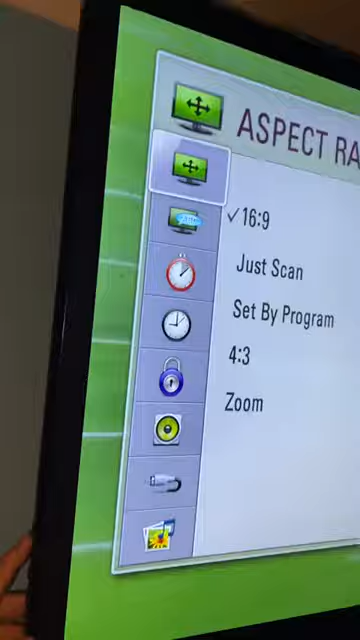 ASPECT RA
✓16:9
Just Scan
Set By Program
4:3
Zoom